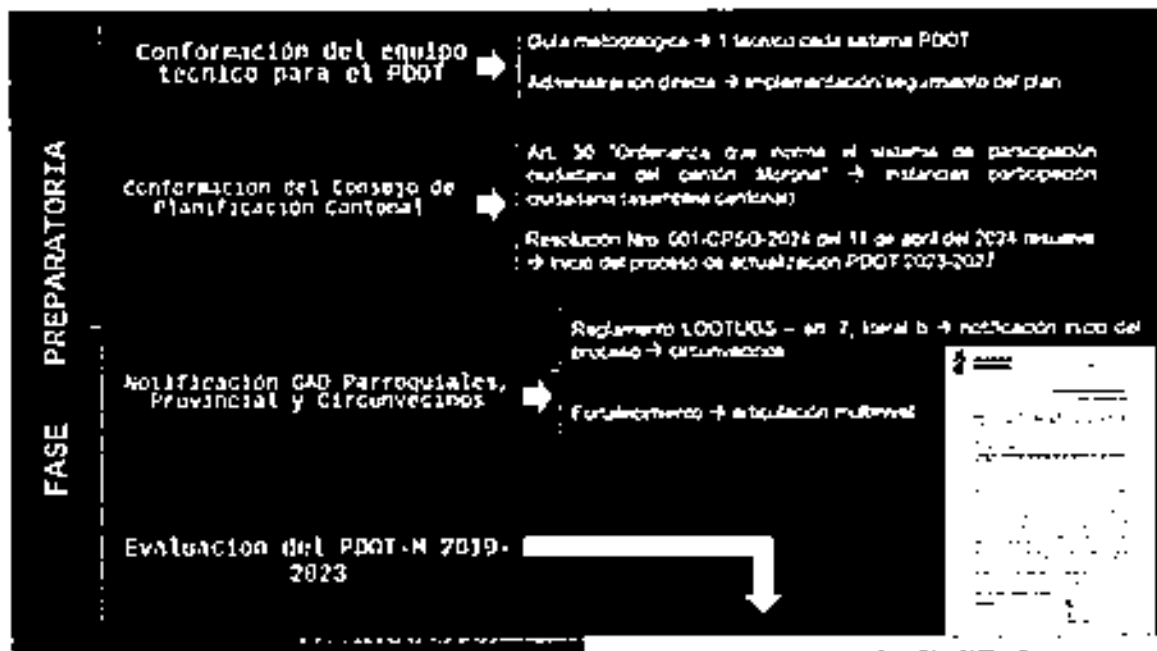 FASE PREPARATORIA
Conformación del equipo
técnico para el PDOT
Guía metodológica → 1 técnico cada sistema PDOT
Administración directa → implementación/seguimiento del plan
Conformación del Consejo de
Planificación Cantonal
Art. 30 "Ordenanza que norma el sistema de participación
ciudadana del cantón Morona" → instancias participación
ciudadana (asamblea cantonal)
Resolución Nro. 001-CPSG-2024 del 11 de abril del 2024 resuelve
→ Inicio del proceso de actualización PDOT 2023-2027
Notificación GAD Parroquiales,
Provincial y Circunvecinos
Reglamento LOOTUGS – art. 7, literal b → notificación inicio del
proceso → circunvecinos
Fortalecimiento → articulación multinivel
Evaluacion del PDOT-M 2019-
2023